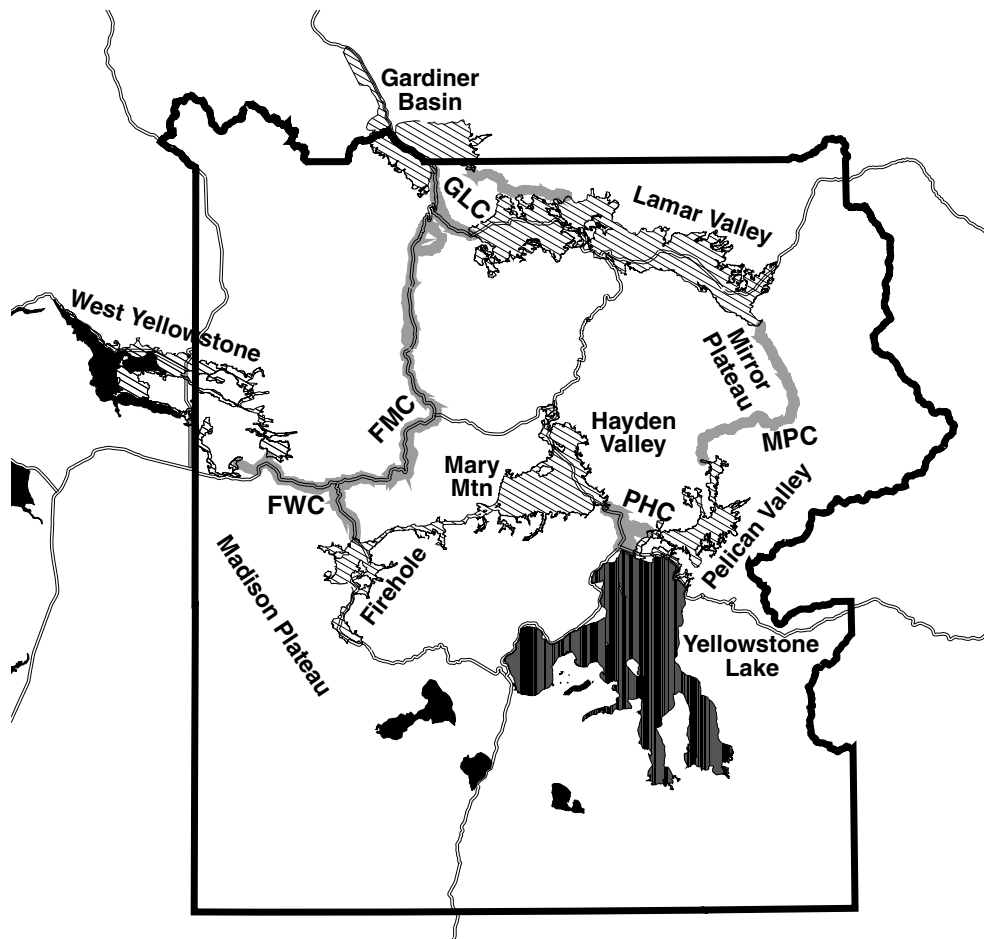 Gardiner
Basin
GLC
Lamar Valley
West Yellowstone
Mirror
Plateau
FMC
Hayden
Valley
MPC
Mary
Mtn
FWC
PHC
Pelican Valley
Madison Plateau
Firehole
Yellowstone
Lake